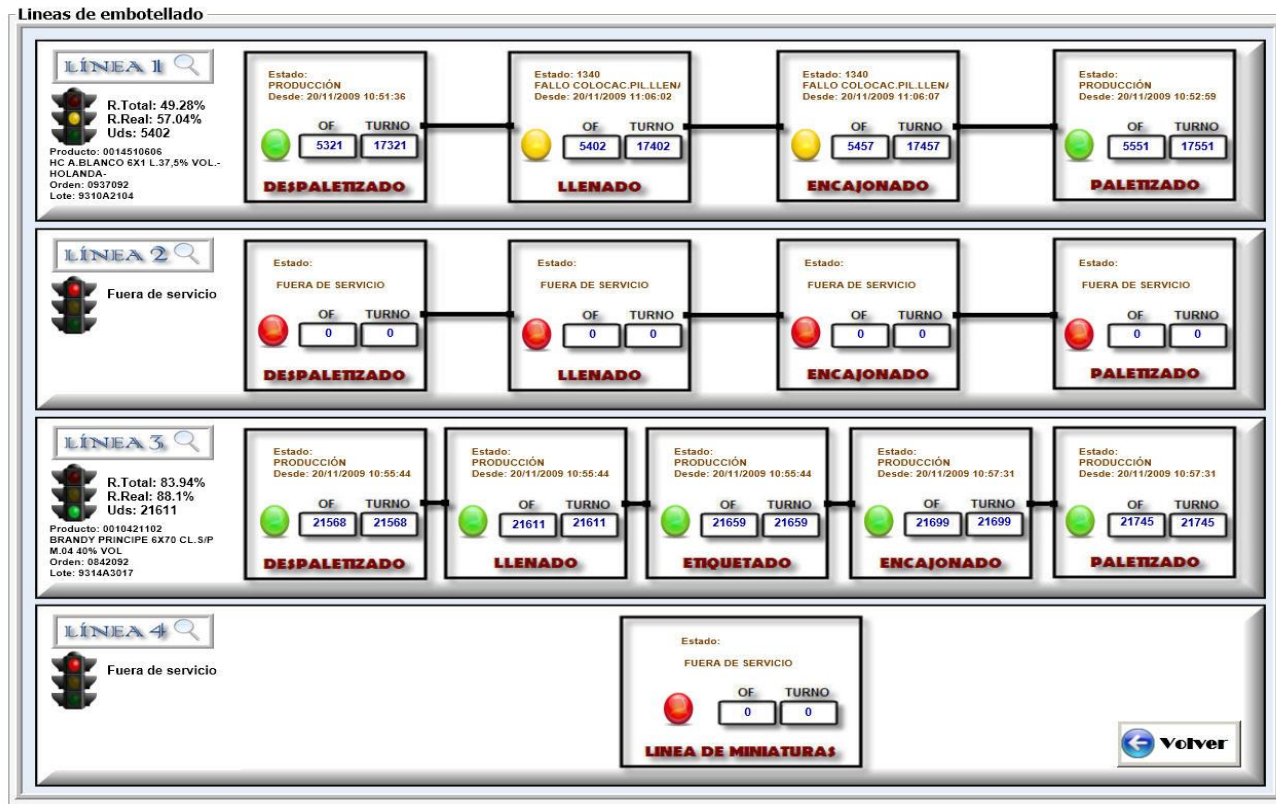 Lineas de embotellado
LÍNEA 1
R.Total: 49.28%
R.Real: 57.04%
Uds: 5402
Producto: 0014510606
HC A.BLANCO 6X1 L.37,5% VOL.-
HOLANDA-
Orden: 0937092
Lote: 9310A2104
Estado:
PRODUCCIÓN
Desde: 20/11/2009 10:51:36
OF TURNO
5321 17321
DESPALETIZADO
Estado: 1340
FALLO COLOCAC.PIL.LLEN
Desde: 20/11/2009 11:06:02
OF TURNO
5402 17402
LLENADO
Estado: 1340
FALLO COLOCAC.PIL.LLEN
Desde: 20/11/2009 11:06:07
OF TURNO
5457 17457
ENCAJONADO
Estado:
PRODUCCIÓN
Desde: 20/11/2009 10:52:59
OF TURNO
5551 17551
PALETIZADO
LÍNEA 2
Fuera de servicio
Estado:
FUERA DE SERVICIO
OF TURNO
0 0
DESPALETIZADO
Estado:
FUERA DE SERVICIO
OF TURNO
0 0
LLENADO
Estado:
FUERA DE SERVICIO
OF TURNO
0 0
ENCAJONADO
Estado:
FUERA DE SERVICIO
OF TURNO
0 0
PALETIZADO
LÍNEA 3
R.Total: 83.94%
R.Real: 88.1%
Uds: 21611
Producto: 0010421102
BRANDY PRINCIPE 6X70 CL.S/P
M.04 40% VOL
Orden: 0842092
Lote: 9314A3017
Estado:
PRODUCCIÓN
Desde: 20/11/2009 10:55:44
OF TURNO
21568 21568
DESPALETIZADO
Estado:
PRODUCCIÓN
Desde: 20/11/2009 10:55:44
OF TURNO
21611 21611
LLENADO
Estado:
PRODUCCIÓN
Desde: 20/11/2009 10:55:44
OF TURNO
21659 21659
ETIQUETADO
Estado:
PRODUCCIÓN
Desde: 20/11/2009 10:57:31
OF TURNO
21699 21699
ENCAJONADO
Estado:
PRODUCCIÓN
Desde: 20/11/2009 10:57:31
OF TURNO
21745 21745
PALETIZADO
LÍNEA 4
Fuera de servicio
Estado:
FUERA DE SERVICIO
OF TURNO
0 0
LINEA DE MINIATURAS
Volver